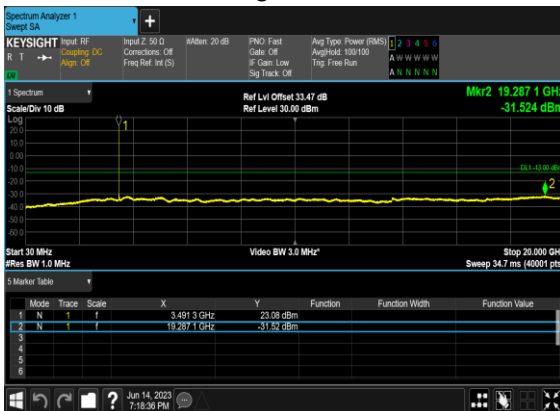 Spectrum Analyzer 1
Swept SA
KEYSIGHT Input: RF Input Z: 50 Ω #Atten: 20 dB PNO: Fast Avg Type: Power (RMS) 1 2 3 4 5 6
R T Coupling: DC Corrections: Off Gate: Off Avg|Hold: 100/100 A W W W W W
Align: Off Freq Ref: Int (S) IF Gain: Low Trig: Free Run
Sig Track: Off A N N N N N
1 Spectrum
Scale/Div 10 dB
Ref Lvl Offset 33.47 dB
Ref Level 30.00 dBm
Mkr2 19.287 1 GHz
-31.524 dBm
Log
1
20.0
10.0
0.00
-10.0
DL1 -13.00 dBm
-20.0
2
-30.0
-40.0
-50.0
-60.0
Start 30 MHz Video BW 3.0 MHz* Stop 20.000 GH
#Res BW 1.0 MHz Sweep 34.7 ms (40001 pts
5 Marker Table
Mode Trace Scale X Y Function Function Width Function Value
1 N 1 f 3.491 3 GHz 23.08 dBm
2 N 1 f 19.287 1 GHz -31.52 dBm
3
4
5
6
? Jun 14, 2023
7:18:36 PM